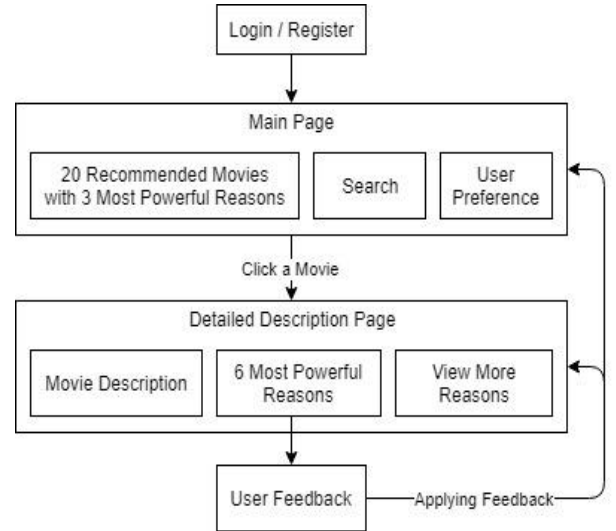 Login / Register
Main Page
20 Recommended Movies
with 3 Most Powerful Reasons
Search
User
Preference
Click a Movie
Detailed Description Page
Movie Description
6 Most Powerful
Reasons
View More
Reasons
User Feedback
Applying Feedback